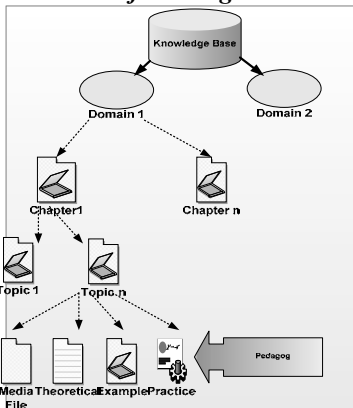 Knowledge Base
Domain 1
Domain 2
Chapter1
Chapter n
Topic 1
Topic n
Media
File
Theoretical
Example
Practice
Pedagog